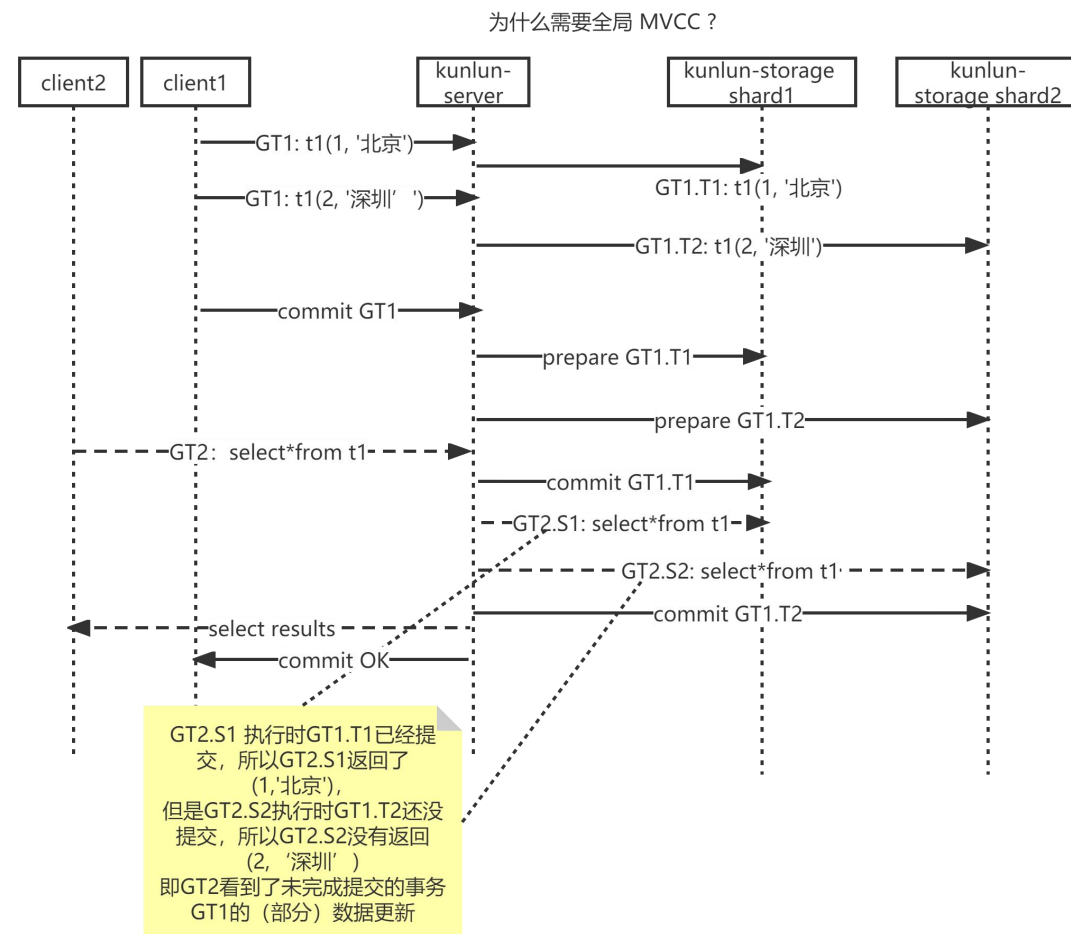 为什么需要全局 MVCC ?
client2
client1
kunlun-
server
kunlun-storage
shard1
kunlun-
storage shard2
GT1: t1(1, '北京')
GT1.T1: t1(1, '北京')
GT1: t1(2, '深圳’')
GT1.T2: t1(2, '深圳')
commit GT1
prepare GT1.T1
prepare GT1.T2
GT2：select*from t1
commit GT1.T1
GT2.S1: select*from t1
GT2.S2: select*from t1
commit GT1.T2
select results
commit OK
GT2.S1 执行时GT1.T1已经提
交，所以GT2.S1返回了
(1,'北京')，
但是GT2.S2执行时GT1.T2还没
提交，所以GT2.S2没有返回
(2,‘深圳’)
即GT2看到了未完成提交的事务
GT1的（部分）数据更新